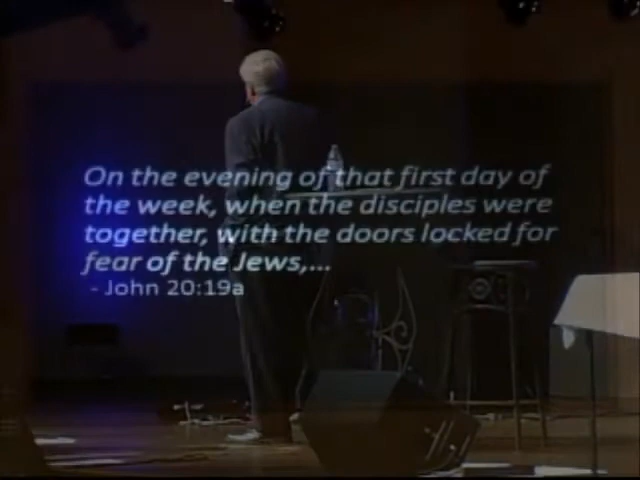 On the evening of that first day of
the week, when the disciples were
together, with the doors locked for
fear of the Jews,...
- John 20:19a